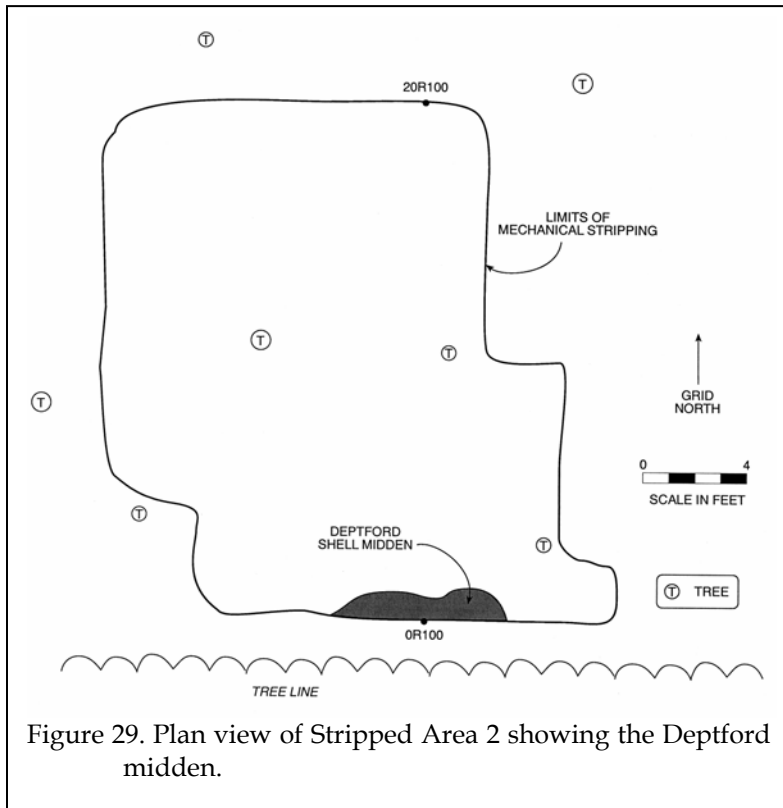 T
20R100
T
LIMITS OF
MECHANICAL STRIPPING
T
T
T
GRID
NORTH
0 4
SCALE IN FEET
T
DEPTFORD
SHELL MIDDEN
T
T TREE
0R100
TREE LINE
Figure 29. Plan view of Stripped Area 2 showing the Deptford
midden.